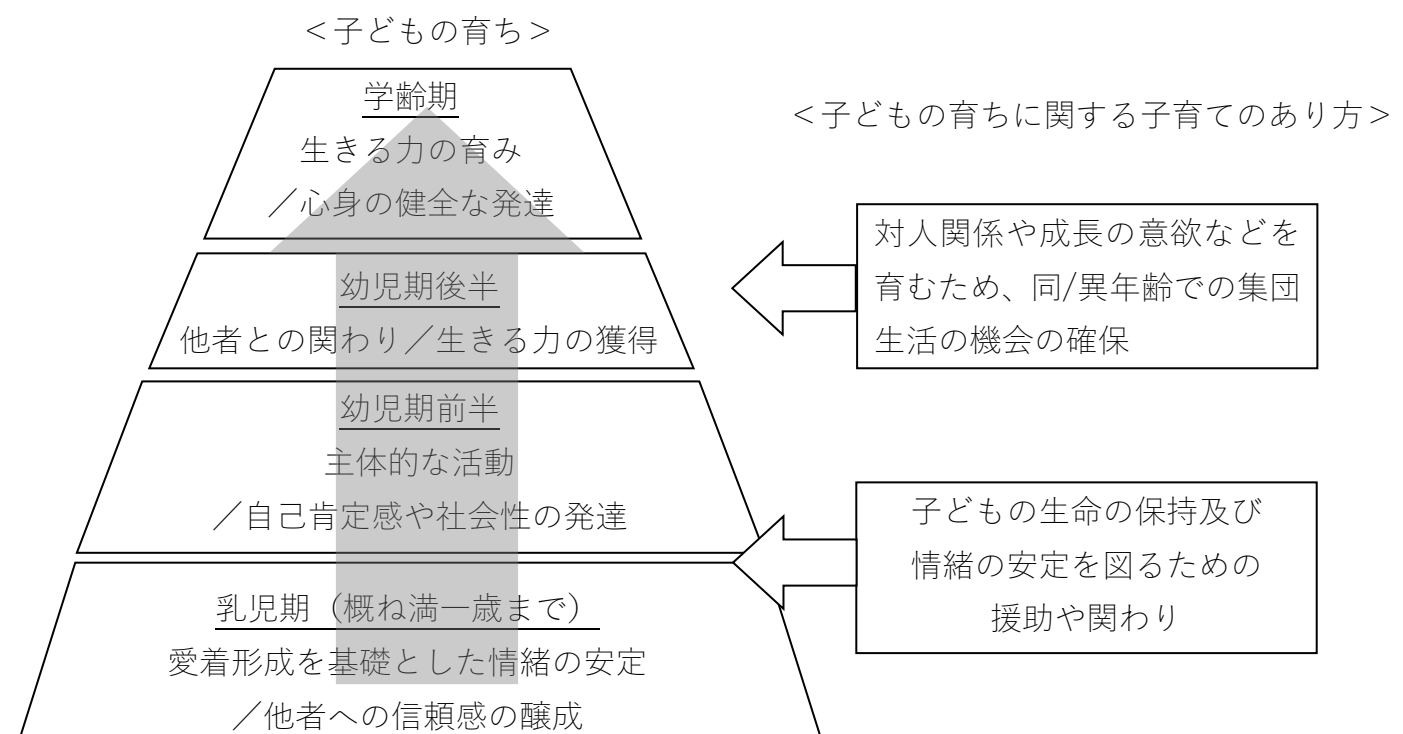 ＜子どもの育ち＞
学齢期
生きる力の育み
／心身の健全な発達
幼児期後半
他者との関わり／生きる力の獲得
幼児期前半
主体的な活動
／自己肯定感や社会性の発達
乳児期（概ね満一歳まで）
愛着形成を基礎とした情緒の安定
／他者への信頼感の醸成
＜子どもの育ちに関する子育てのあり方＞
対人関係や成長の意欲などを
育むため、同/異年齢での集団
生活の機会の確保
子どもの生命の保持及び
情緒の安定を図るための
援助や関わり